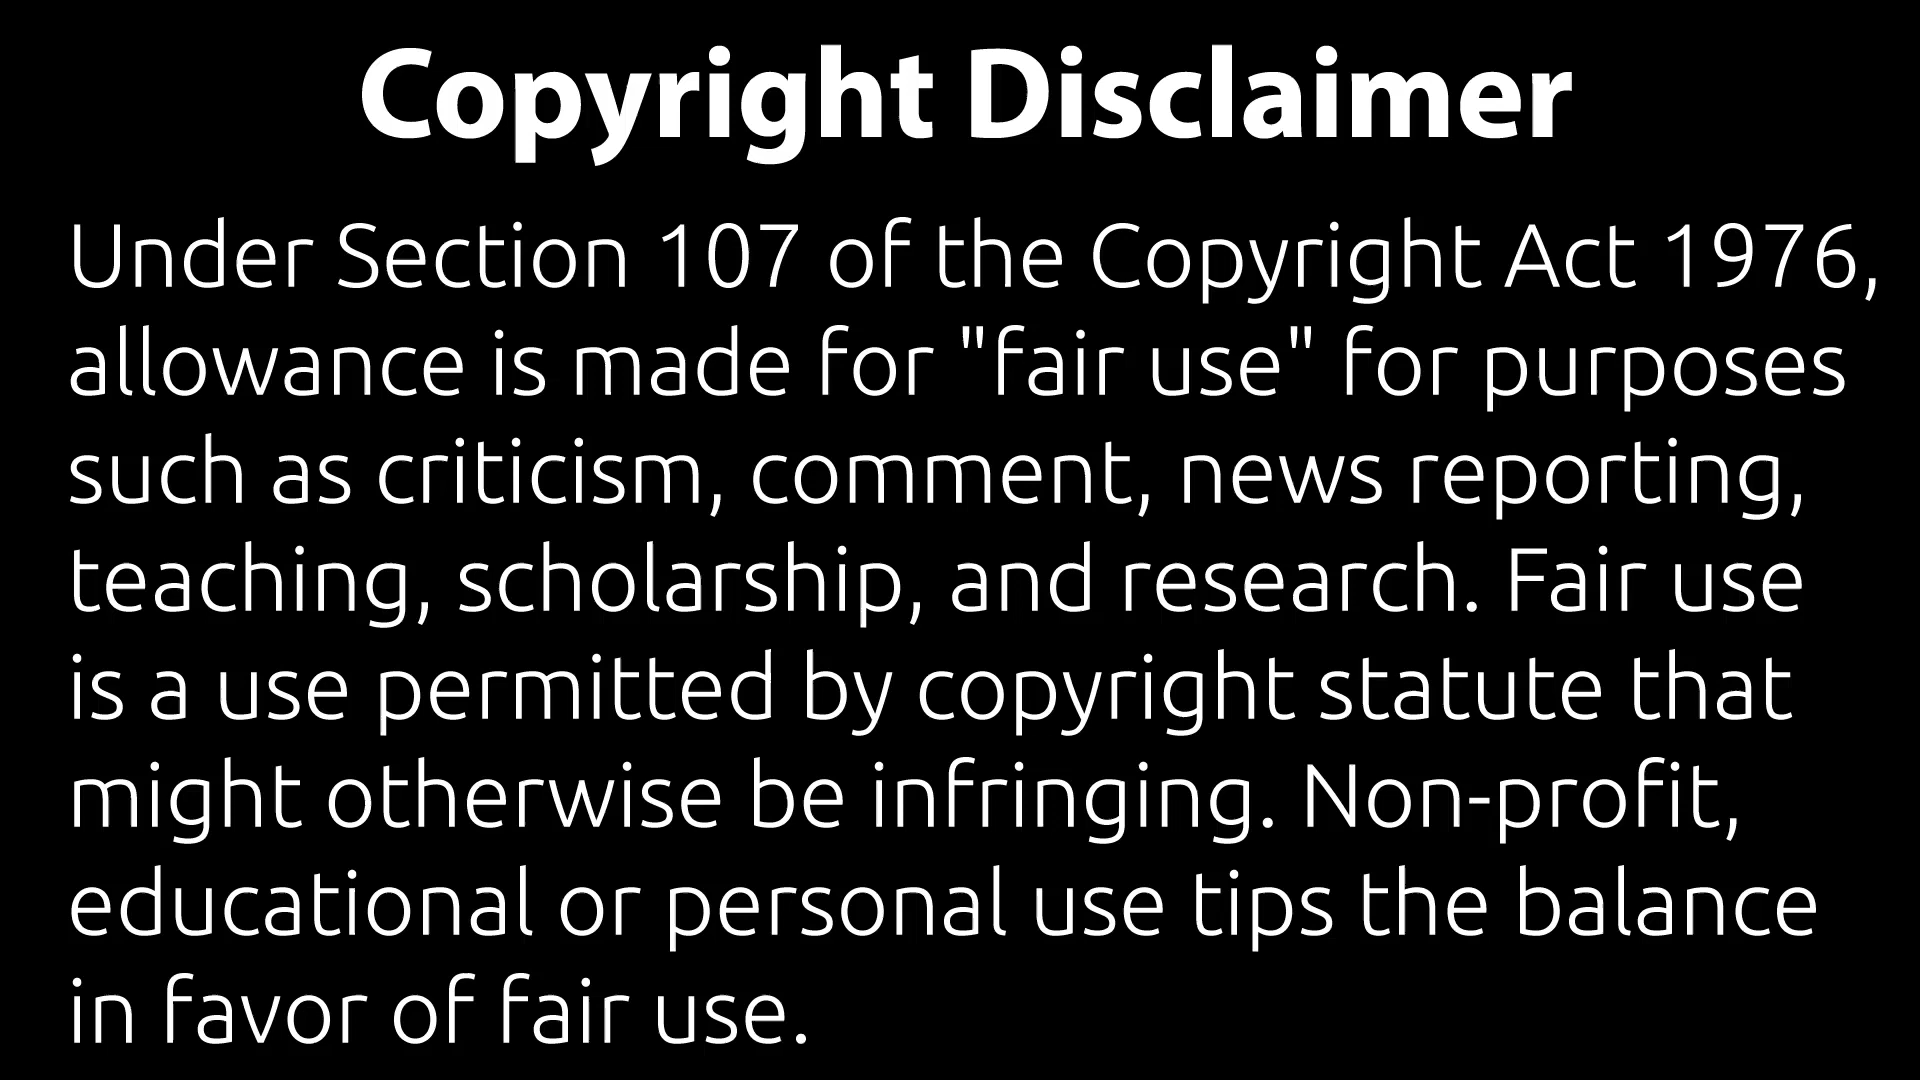 Copyright Disclaimer
Under Section 107 of the Copyright Act 1976,
allowance is made for "fair use" for purposes
such as criticism, comment, news reporting,
teaching, scholarship, and research. Fair use
is a use permitted by copyright statute that
might otherwise be infringing. Non-profit,
educational or personal use tips the balance
in favor of fair use.